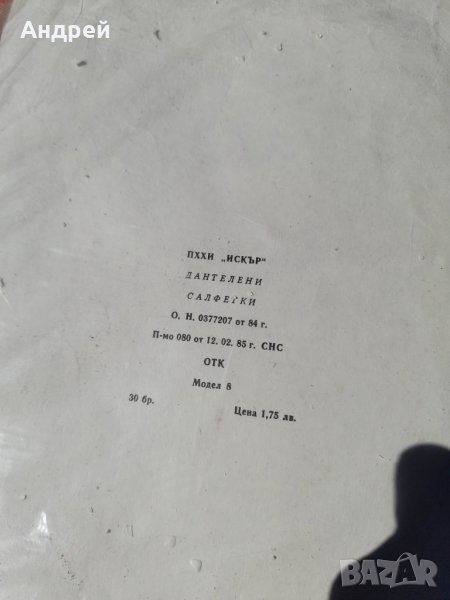 Андрей
ПХХИ „ИСКЪР"
ДАНТЕЛЕНИ
САЛФЕТКИ
О. Н. 0377207 от 84 г.
П-мо 080 от 12. 02. 85 г. СНС
ОТК
Модел 8
30 бр. Цена 1,75 лв.
BAZAR